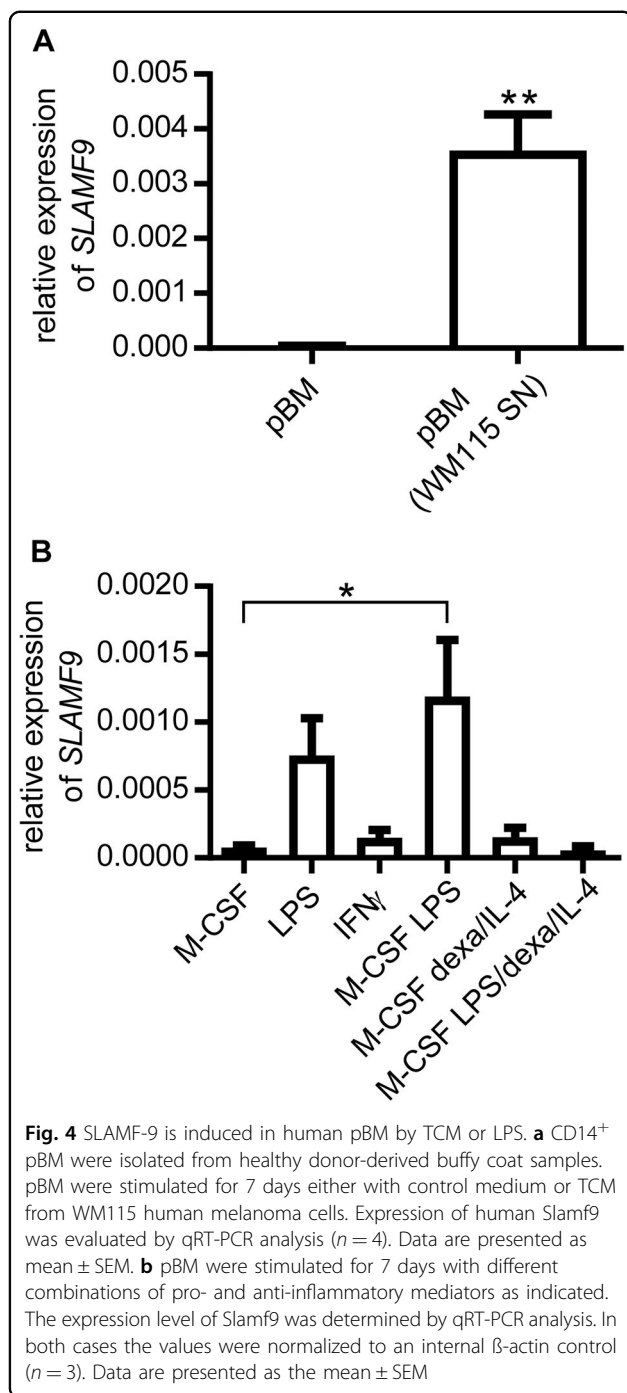 A
relative expression
of SLAMF9
0.005
0.004
0.003
0.002
0.001
0.000
**
pBM
pBM
(WM115 SN)
B
relative expression
of SLAMF9
0.0020
0.0015
0.0010
0.0005
0.0000
*
M-CSF
LPS
IFNγ
M-CSF LPS
M-CSF dexa/IL-4
M-CSF LPS/dexa/IL-4
Fig. 4 SLAMF-9 is induced in human pBM by TCM or LPS. a CD14+
pBM were isolated from healthy donor-derived buffy coat samples.
pBM were stimulated for 7 days either with control medium or TCM
from WM115 human melanoma cells. Expression of human Slamf9
was evaluated by qRT-PCR analysis (n = 4). Data are presented as
mean ± SEM. b pBM were stimulated for 7 days with different
combinations of pro- and anti-inflammatory mediators as indicated.
The expression level of Slamf9 was determined by qRT-PCR analysis. In
both cases the values were normalized to an internal ß-actin control
(n = 3). Data are presented as the mean ± SEM